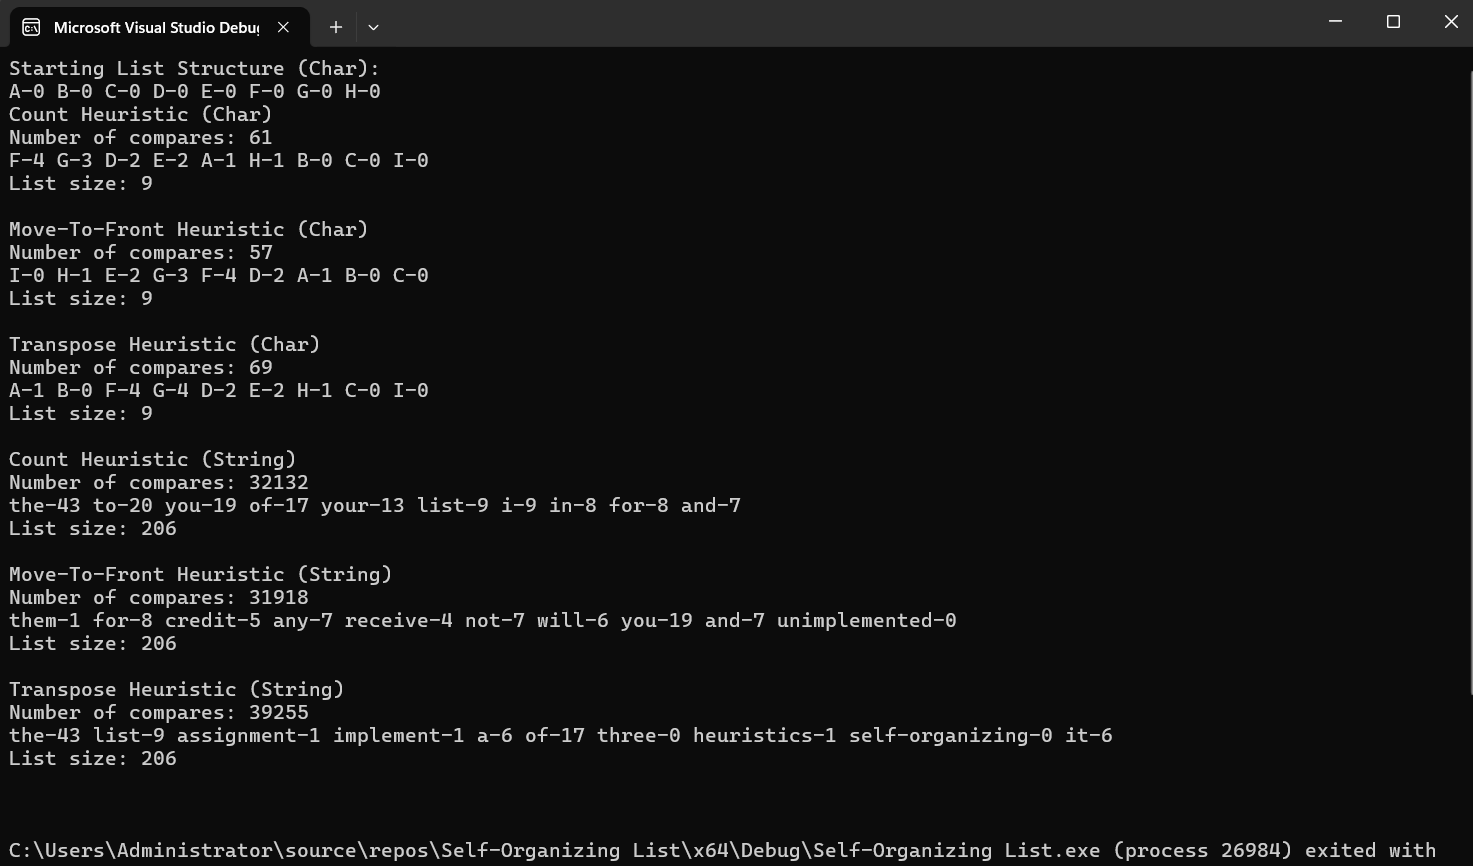 Microsoft Visual Studio Debug
Starting List Structure (Char):
A-0 B-0 C-0 D-0 E-0 F-0 G-0 H-0
Count Heuristic (Char)
Number of compares: 61
F-4 G-3 D-2 E-2 A-1 H-1 B-0 C-0 I-0
List size: 9
Move-To-Front Heuristic (Char)
Number of compares: 57
I-0 H-1 E-2 G-3 F-4 D-2 A-1 B-0 C-0
List size: 9
Transpose Heuristic (Char)
Number of compares: 69
A-1 B-0 F-4 G-4 D-2 E-2 H-1 C-0 I-0
List size: 9
Count Heuristic (String)
Number of compares: 32132
the-43 to-20 you-19 of-17 your-13 list-9 i-9 in-8 for-8 and-7
List size: 206
Move-To-Front Heuristic (String)
Number of compares: 31918
them-1 for-8 credit-5 any-7 receive-4 not-7 will-6 you-19 and-7 unimplemented-0
List size: 206
Transpose Heuristic (String)
Number of compares: 39255
the-43 list-9 assignment-1 implement-1 a-6 of-17 three-0 heuristics-1 self-organizing-0 it-6
List size: 206
C:\Users\Administrator\source\repos\Self-Organizing List\x64\Debug\Self-Organizing List.exe (process 26984) exited with